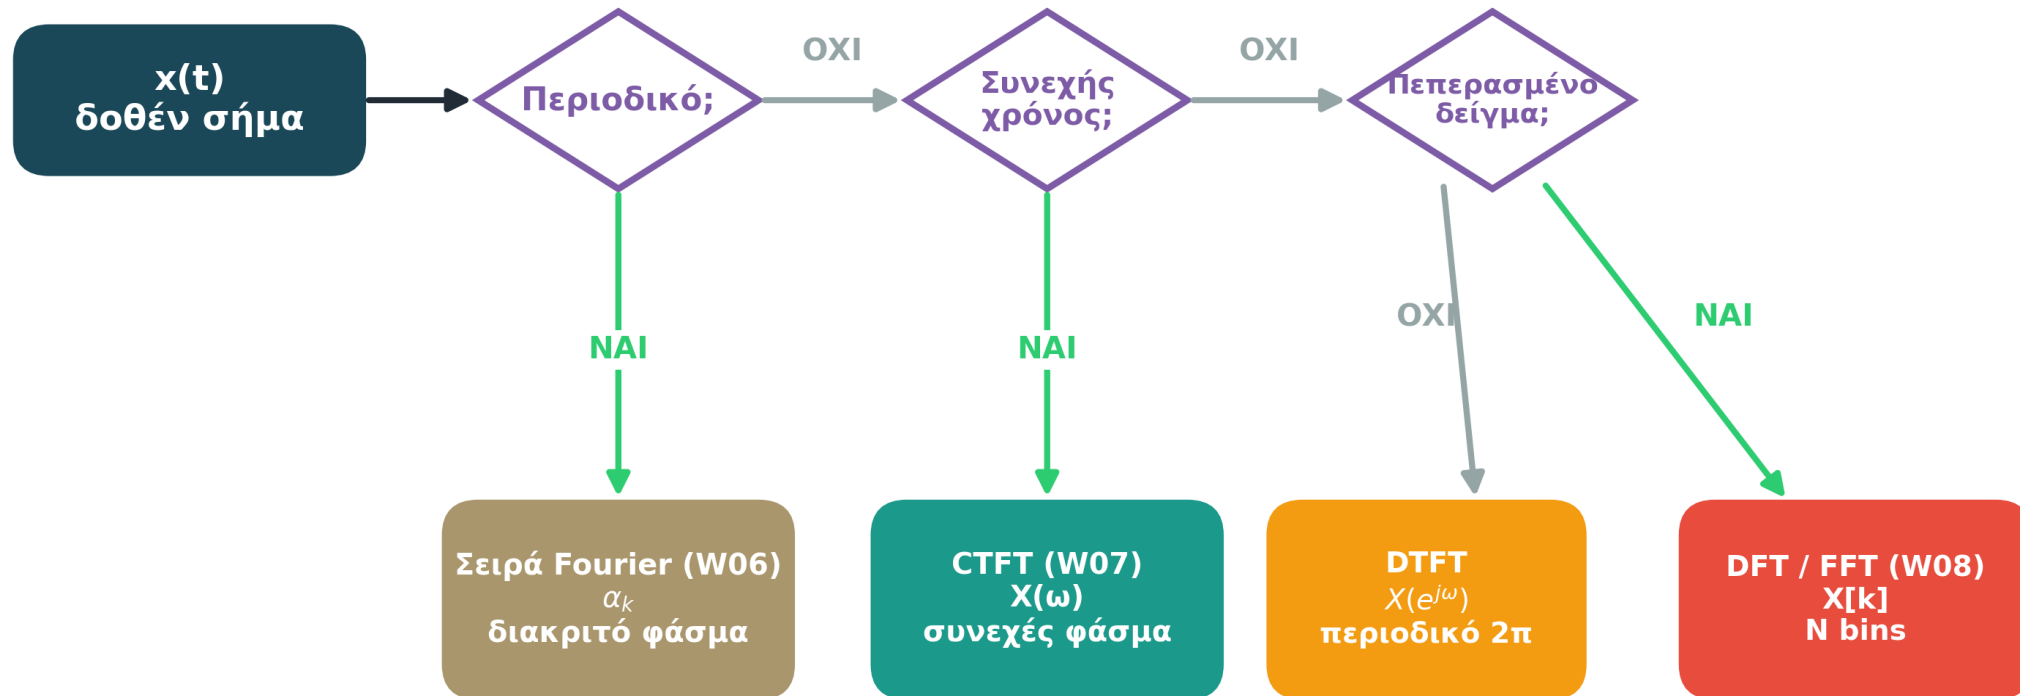 x(t)
δοθέν σήμα
Περιοδικό;
ΟΧΙ
Συνεχής
χρόνος;
ΟΧΙ
Πεπερασμένο
δείγμα;
ΝΑΙ
ΝΑΙ
ΟΧΙ
ΝΑΙ
Σειρά Fourier (W06)
αₖ
διακριτό φάσμα
CTFT (W07)
X(ω)
συνεχές φάσμα
DTFT
X(e^{jω})
περιοδικό 2π
DFT / FFT (W08)
X[k]
N bins